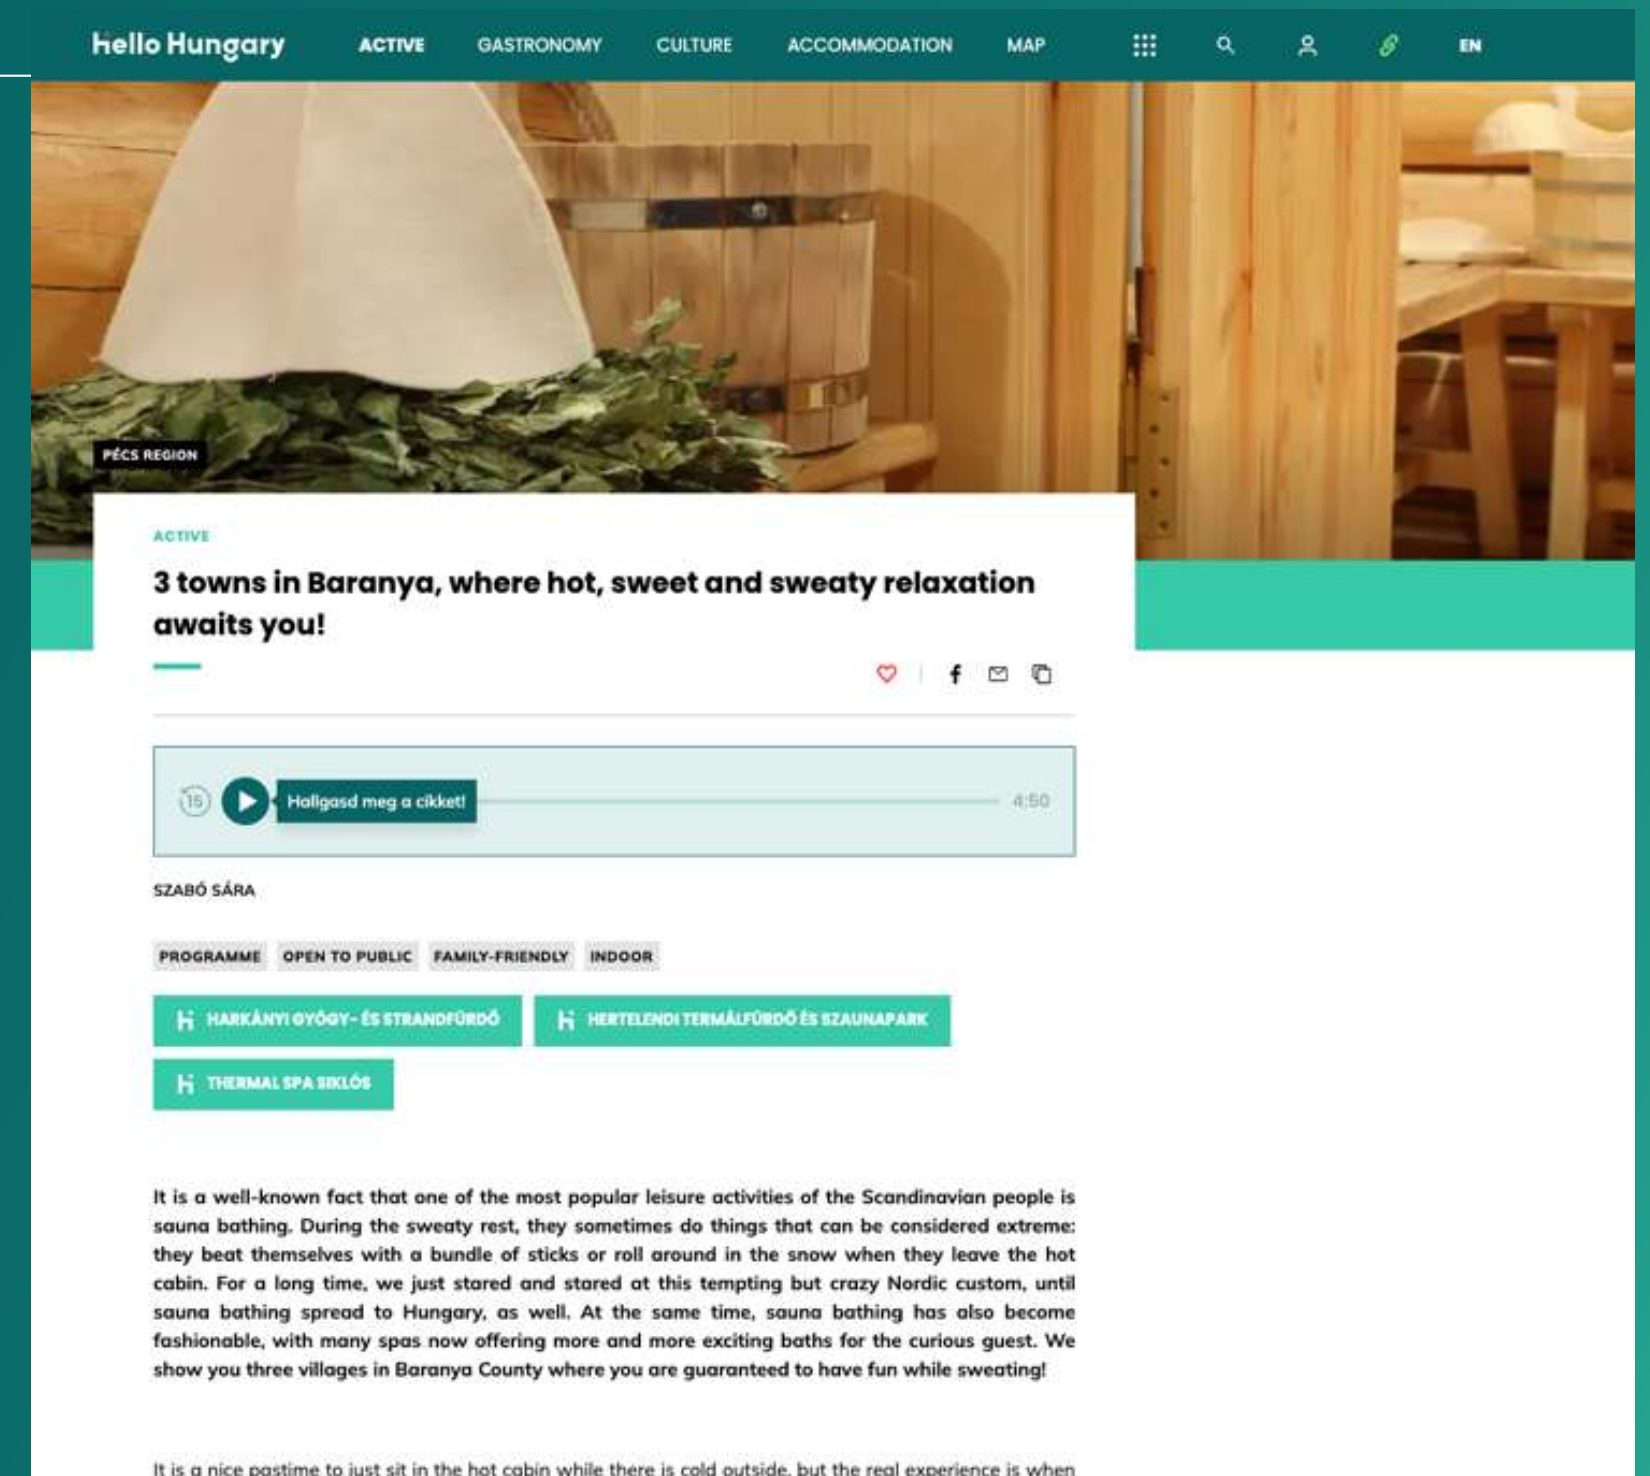 Hello Hungary
ACTIVE GASTRONOMY CULTURE ACCOMMODATION MAP EN
PÉCS REGION
ACTIVE
3 towns in Baranya, where hot, sweet and sweaty relaxation
awaits you!
15 Hallgasd meg a cikket! 4:50
SZABÓ SÁRA
PROGRAMME OPEN TO PUBLIC FAMILY-FRIENDLY INDOOR
HARKÁNYI GYÓGY- ÉS STRANDFÜRDŐ HERTELENDI TERMÁLFÜRDŐ ÉS SZAUNAPARK
THERMAL SPA SIKLÓS
It is a well-known fact that one of the most popular leisure activities of the Scandinavian people is
sauna bathing. During the sweaty rest, they sometimes do things that can be considered extreme:
they beat themselves with a bundle of sticks or roll around in the snow when they leave the hot
cabin. For a long time, we just stared and stared at this tempting but crazy Nordic custom, until
sauna bathing spread to Hungary, as well. At the same time, sauna bathing has also become
fashionable, with many spas now offering more and more exciting baths for the curious guest. We
show you three villages in Baranya County where you are guaranteed to have fun while sweating!
It is a nice pastime to just sit in the hot cabin while there is cold outside, but the real experience is when